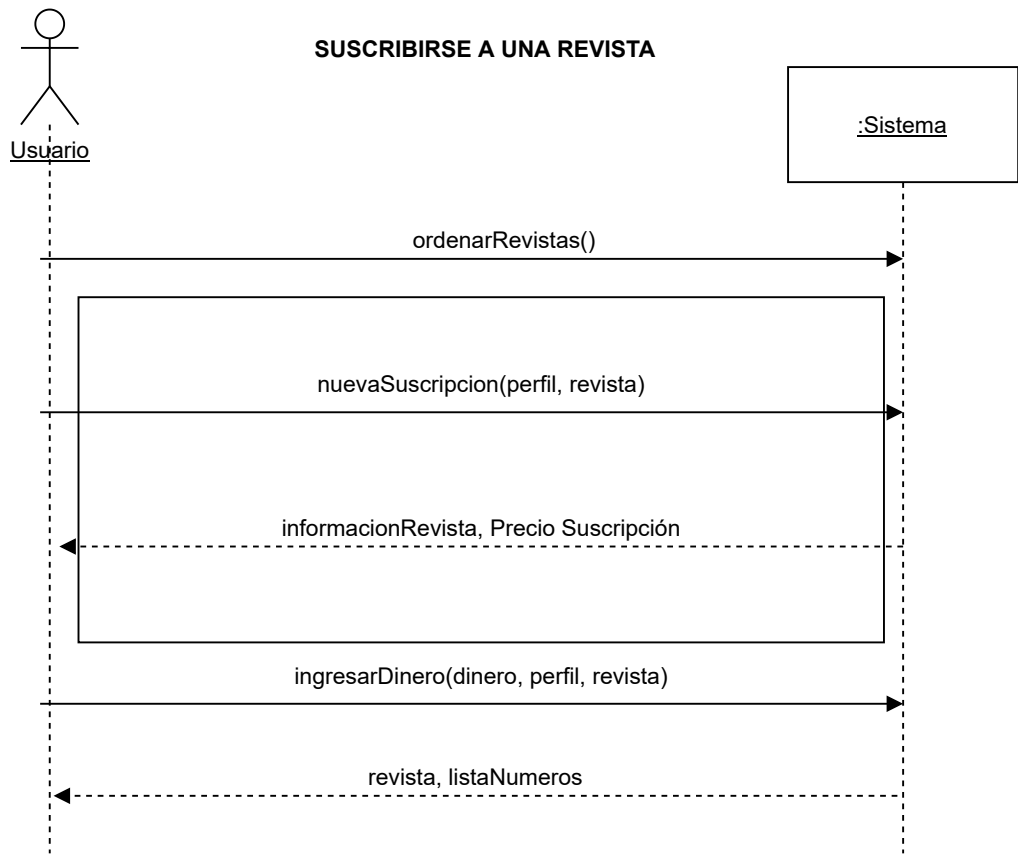 SUSCRIBIRSE A UNA REVISTA
:Sistema
Usuario
ordenarRevistas()
nuevaSuscripcion(perfil, revista)
informacionRevista, Precio Suscripción
ingresarDinero(dinero, perfil, revista)
revista, listaNumeros